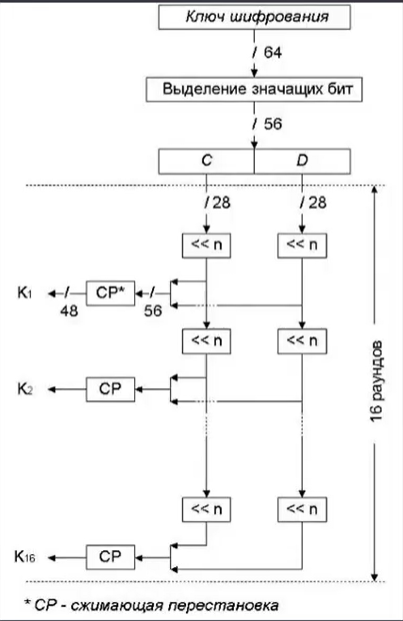 Ключ шифрования
/ 64
Выделение значащих бит
/ 56
C D
/ 28 / 28
<< n << n
K1 / CP* /
48 56
<< n << n
K2 CP
16 раундов
<< n << n
K16 CP
* CP - сжимающая перестановка